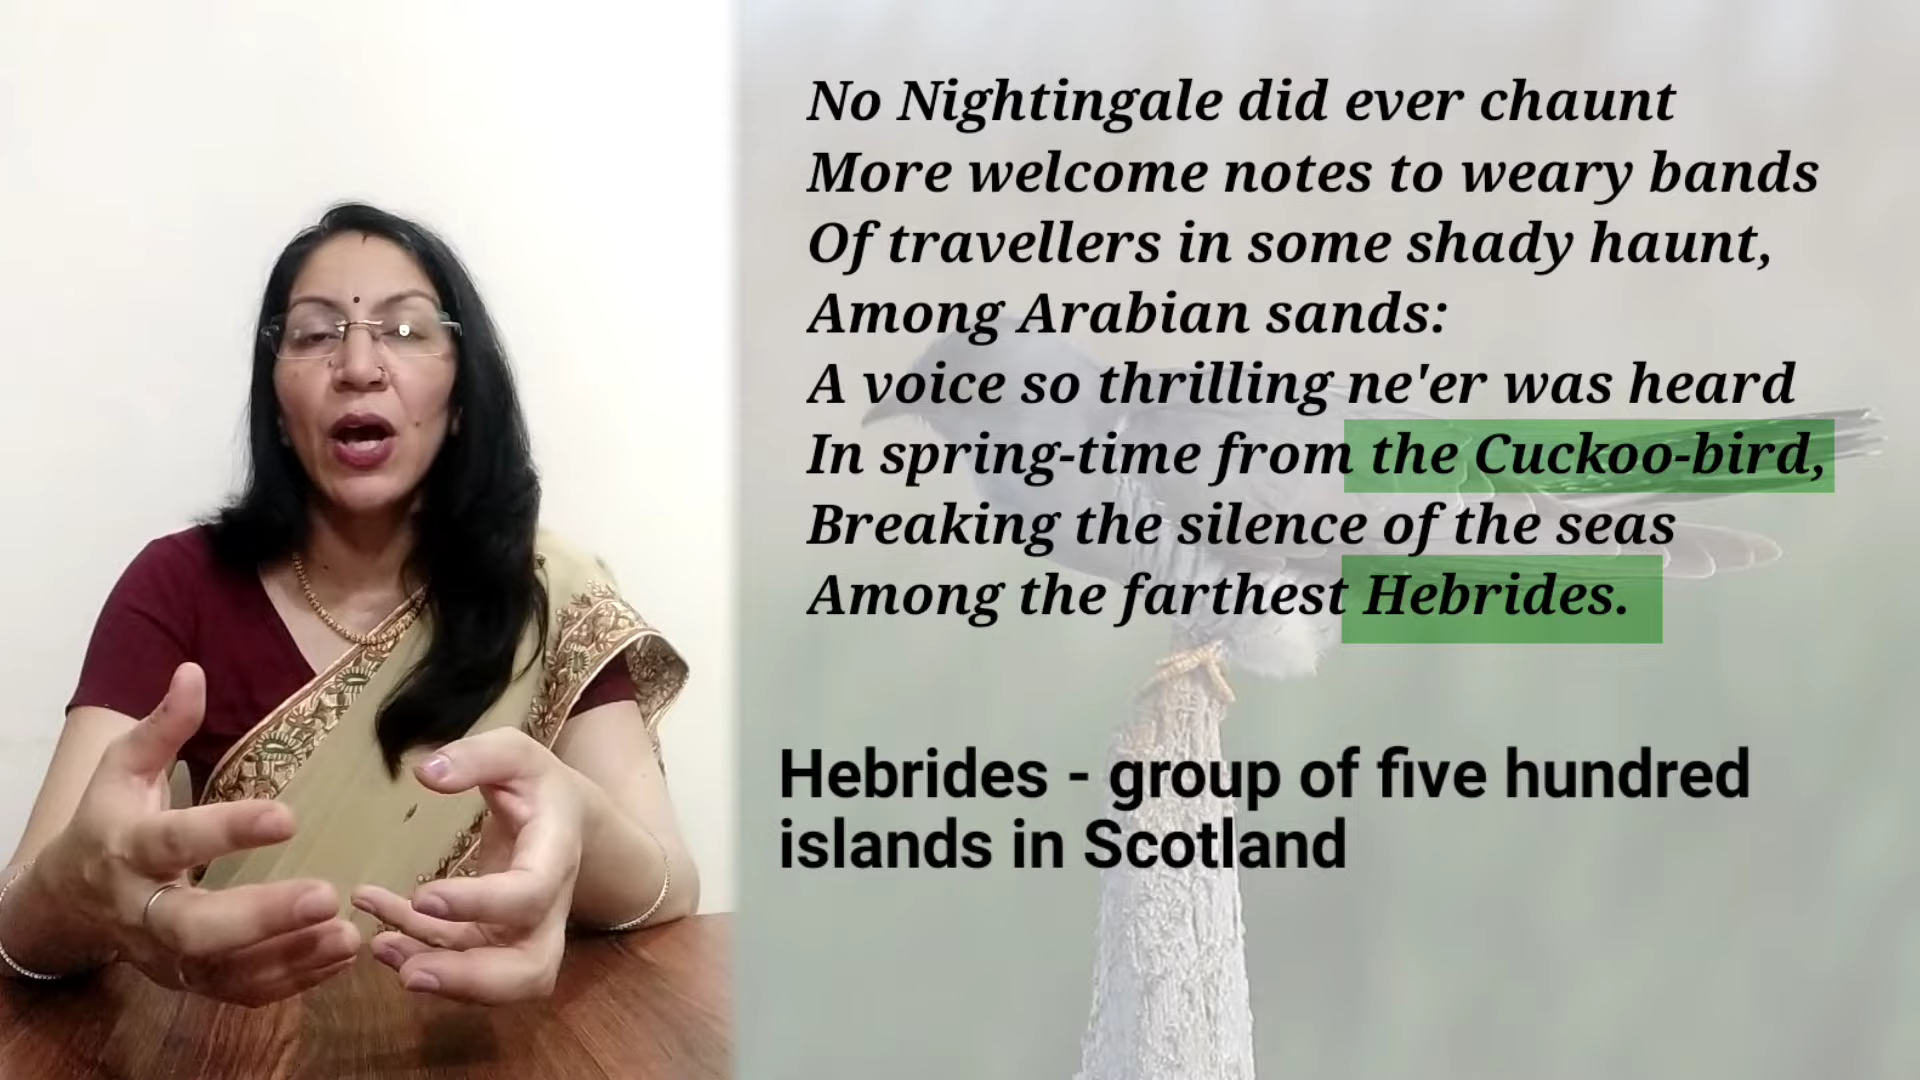 No Nightingale did ever chaunt
More welcome notes to weary bands
Of travellers in some shady haunt,
Among Arabian sands:
A voice so thrilling ne'er was heard
In spring-time from the Cuckoo-bird,
Breaking the silence of the seas
Among the farthest Hebrides.
Hebrides - group of five hundred
islands in Scotland